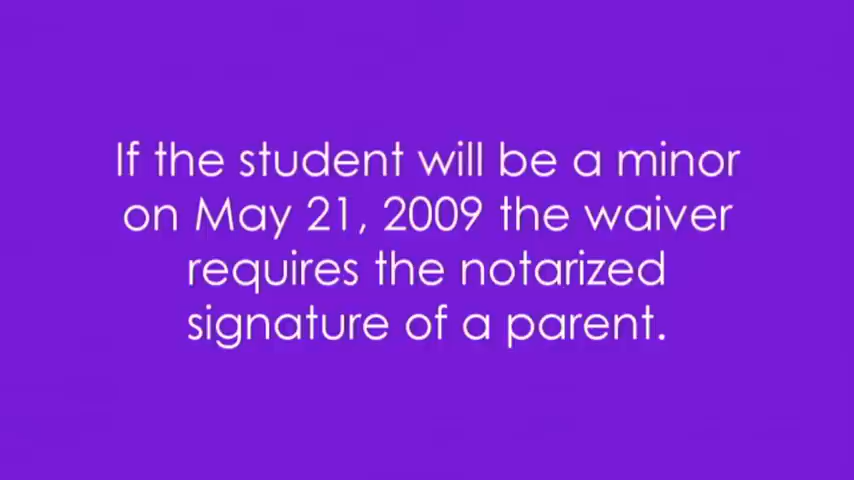 If the student will be a minor
on May 21, 2009 the waiver
requires the notarized
signature of a parent.